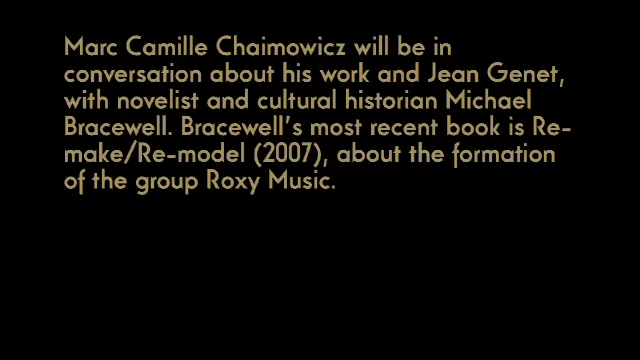 Marc Camille Chaimowicz will be in
conversation about his work and Jean Genet,
with novelist and cultural historian Michael
Bracewell. Bracewell's most recent book is Re-
make/Re-model (2007), about the formation
of the group Roxy Music.